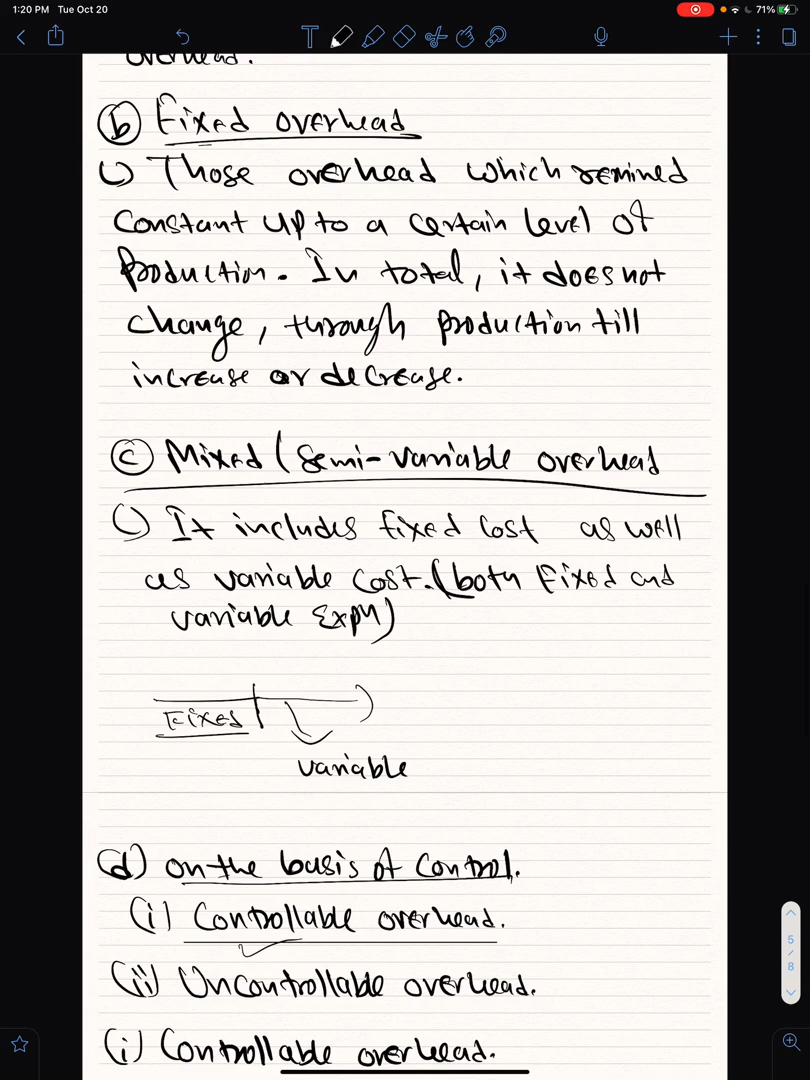 1:20 PM Tue Oct 20
71%
overhead.
(b) Fixed overhead
Those overhead which remined
constant up to a certain level of
production. In total, it does not
change, through production till
increase or decrease.
(c) Mixed (Semi-variable overhead
It includes fixed cost as well
as variable cost. (both Fixed and
variable Expn)
Fixed
variable
(d) on the basis of Control.
(i) Controllable overhead.
(ii) Uncontrollable overhead.
(i) Controllable overhead.
5
/
8